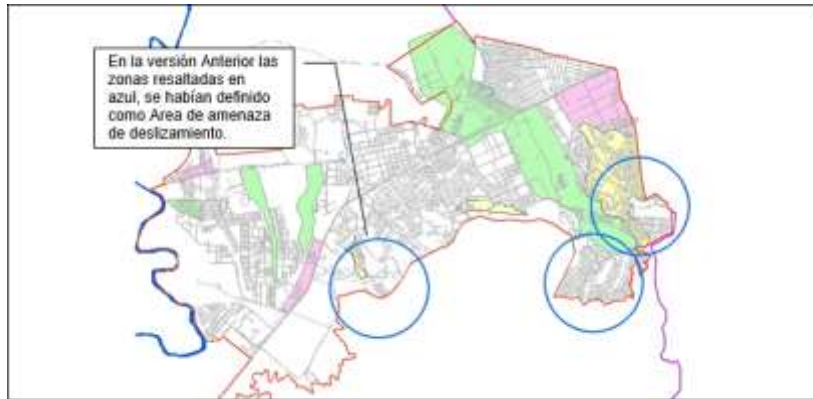 En la versión Anterior las
zonas resaltadas en
azul, se habían definido
como Area de amenaza
de deslizamiento.